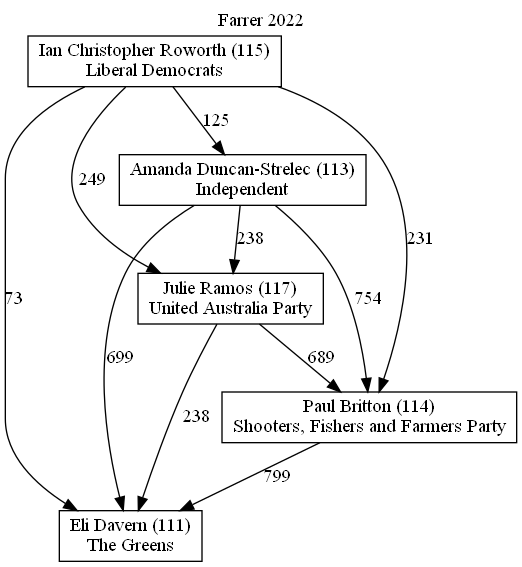 Farrer 2022
Ian Christopher Roworth (115)
Liberal Democrats
125
Amanda Duncan-Strelec (113)
Independent
249
238
231
Julie Ramos (117)
United Australia Party
73
754
699
689
Paul Britton (114)
Shooters, Fishers and Farmers Party
238
799
Eli Davern (111)
The Greens